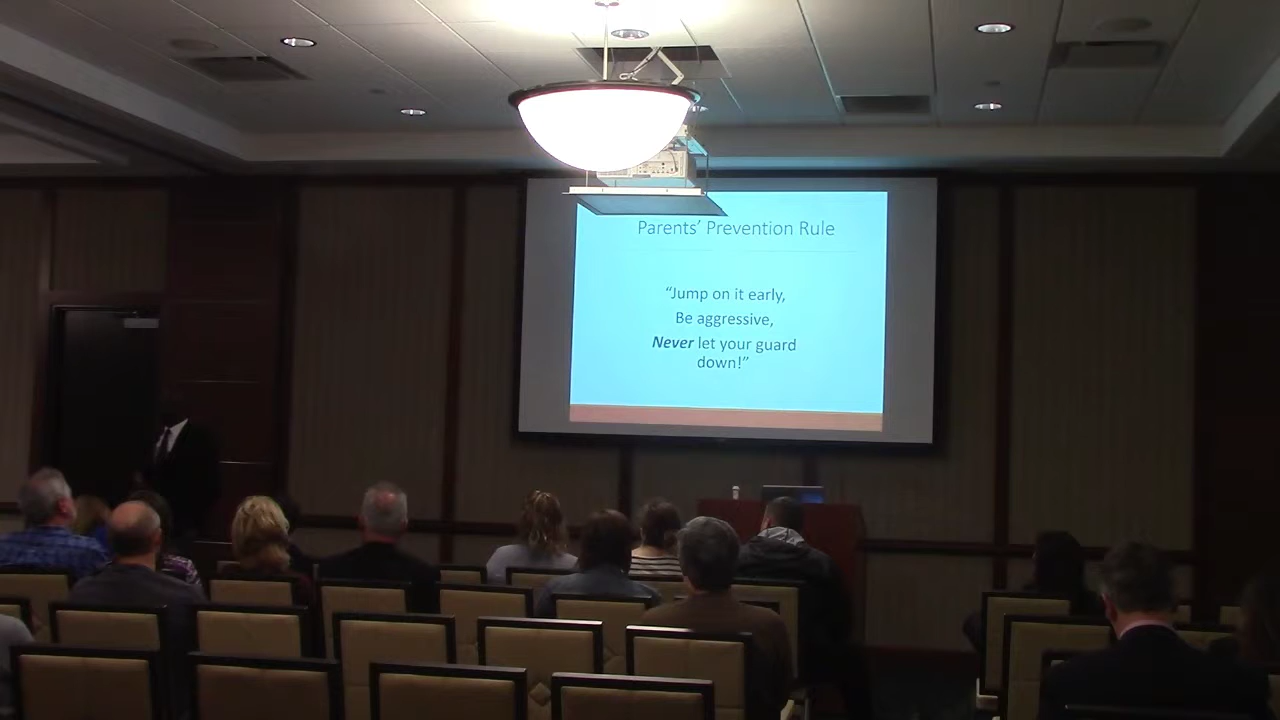 Parents’ Prevention Rule
“Jump on it early,
Be aggressive,
Never let your guard
down!”